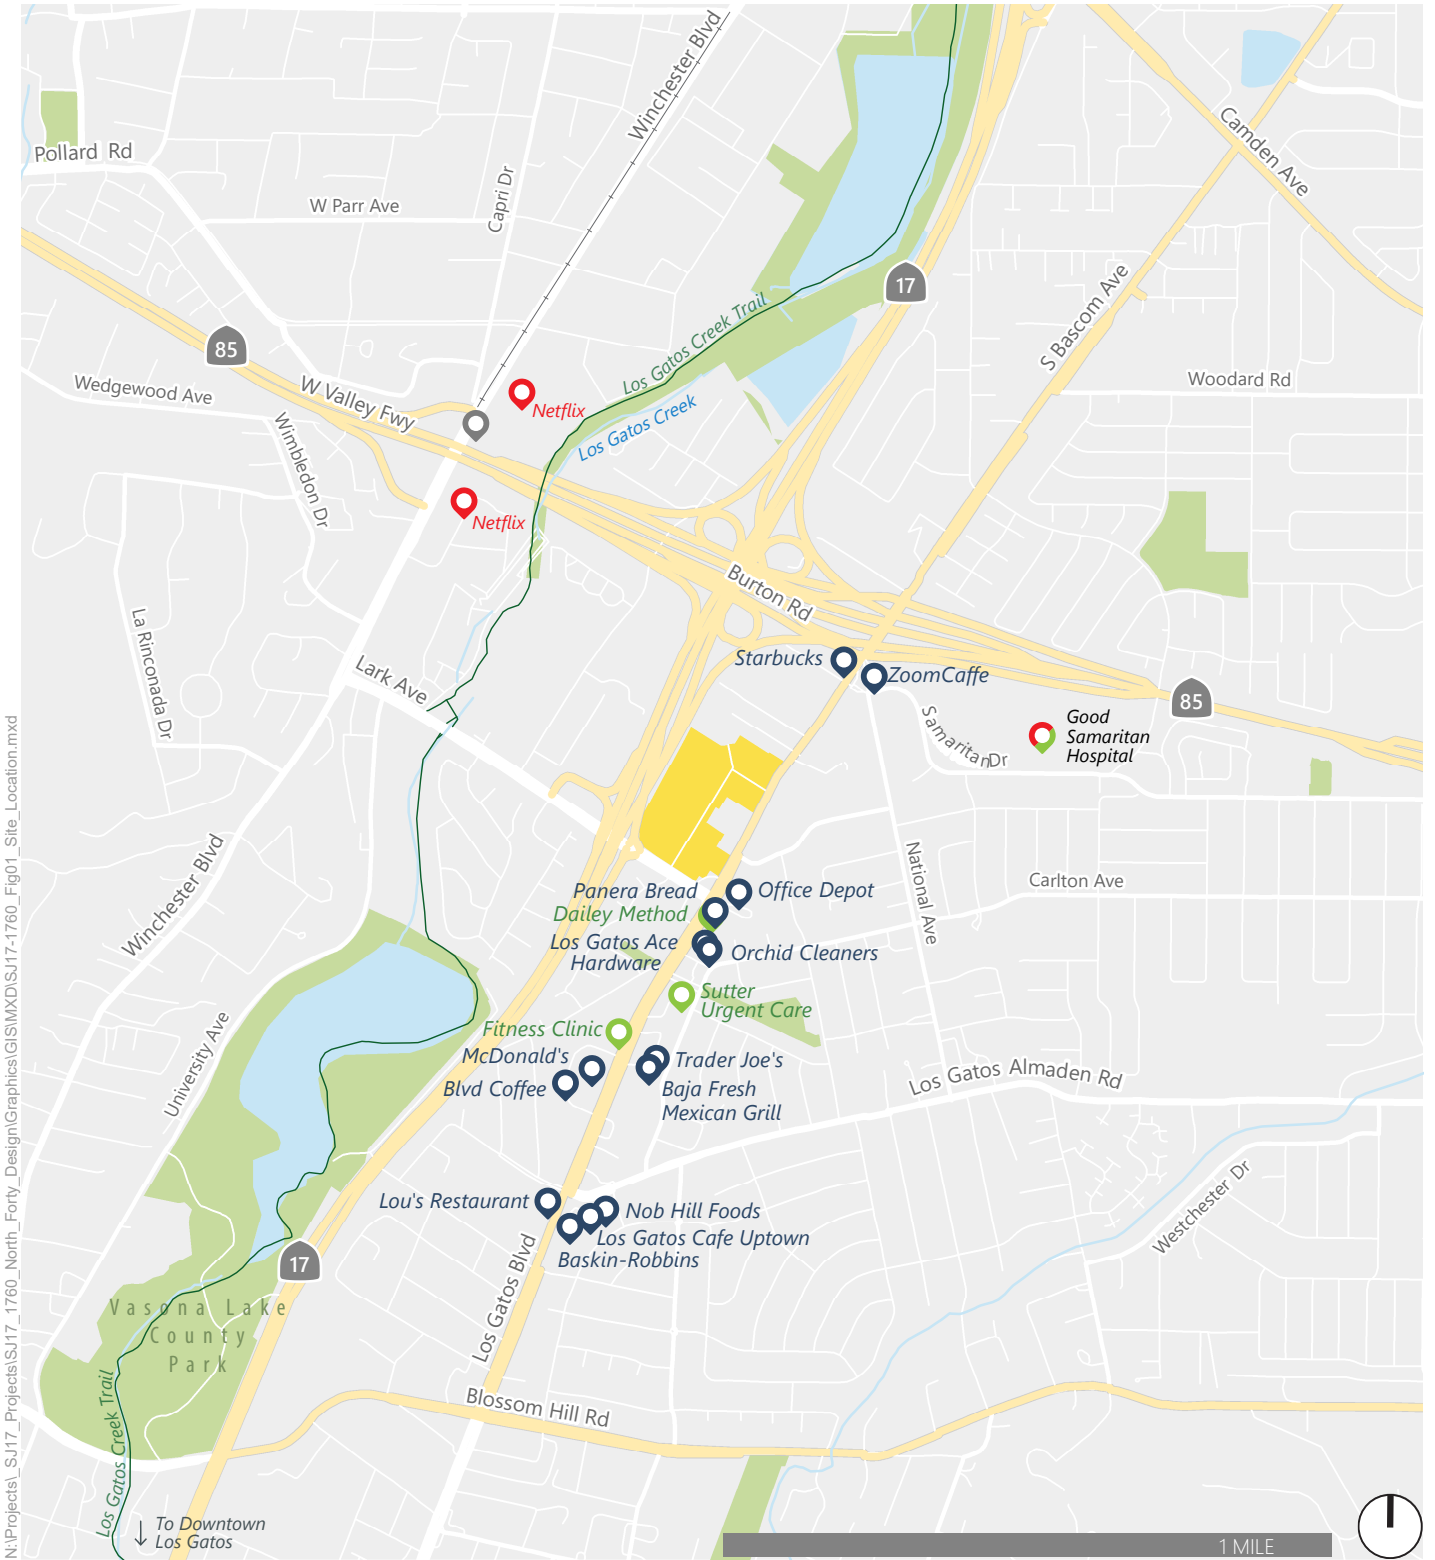 Winchester Blvd
Camden Ave
Pollard Rd
W Parr Ave
Capri Dr
17
S Bascom Ave
Los Gatos Creek Trail
85
Woodard Rd
Wedgewood Ave
W Valley Fwy
Netflix
Los Gatos Creek
Wimbledon Dr
Netflix
Burton Rd
La Rinconada Dr
Starbucks
ZoomCaffe
Lark Ave
85
Good
Samaritan
Hospital
Samaritan Dr
Winchester Blvd
National Ave
Carlton Ave
Panera Bread
Office Depot
Dailey Method
Los Gatos Ace
Hardware
Orchid Cleaners
Sutter
Urgent Care
Fitness Clinic
University Ave
McDonald's
Trader Joe's
Blvd Coffee
Baja Fresh
Mexican Grill
Los Gatos Almaden Rd
Westchester Dr
Lou's Restaurant
Nob Hill Foods
Los Gatos Cafe Uptown
Baskin-Robbins
17
Los Gatos Blvd
Vasona Lake
County
Park
Los Gatos Creek Trail
Blossom Hill Rd
To Downtown
Los Gatos
1 MILE
N:\Projects\_SJ17_Projects\SJ17_1760_North_Forty_Design\Graphics\GIS\MXD\SJ17-1760_Fig01_Site_Location.mxd